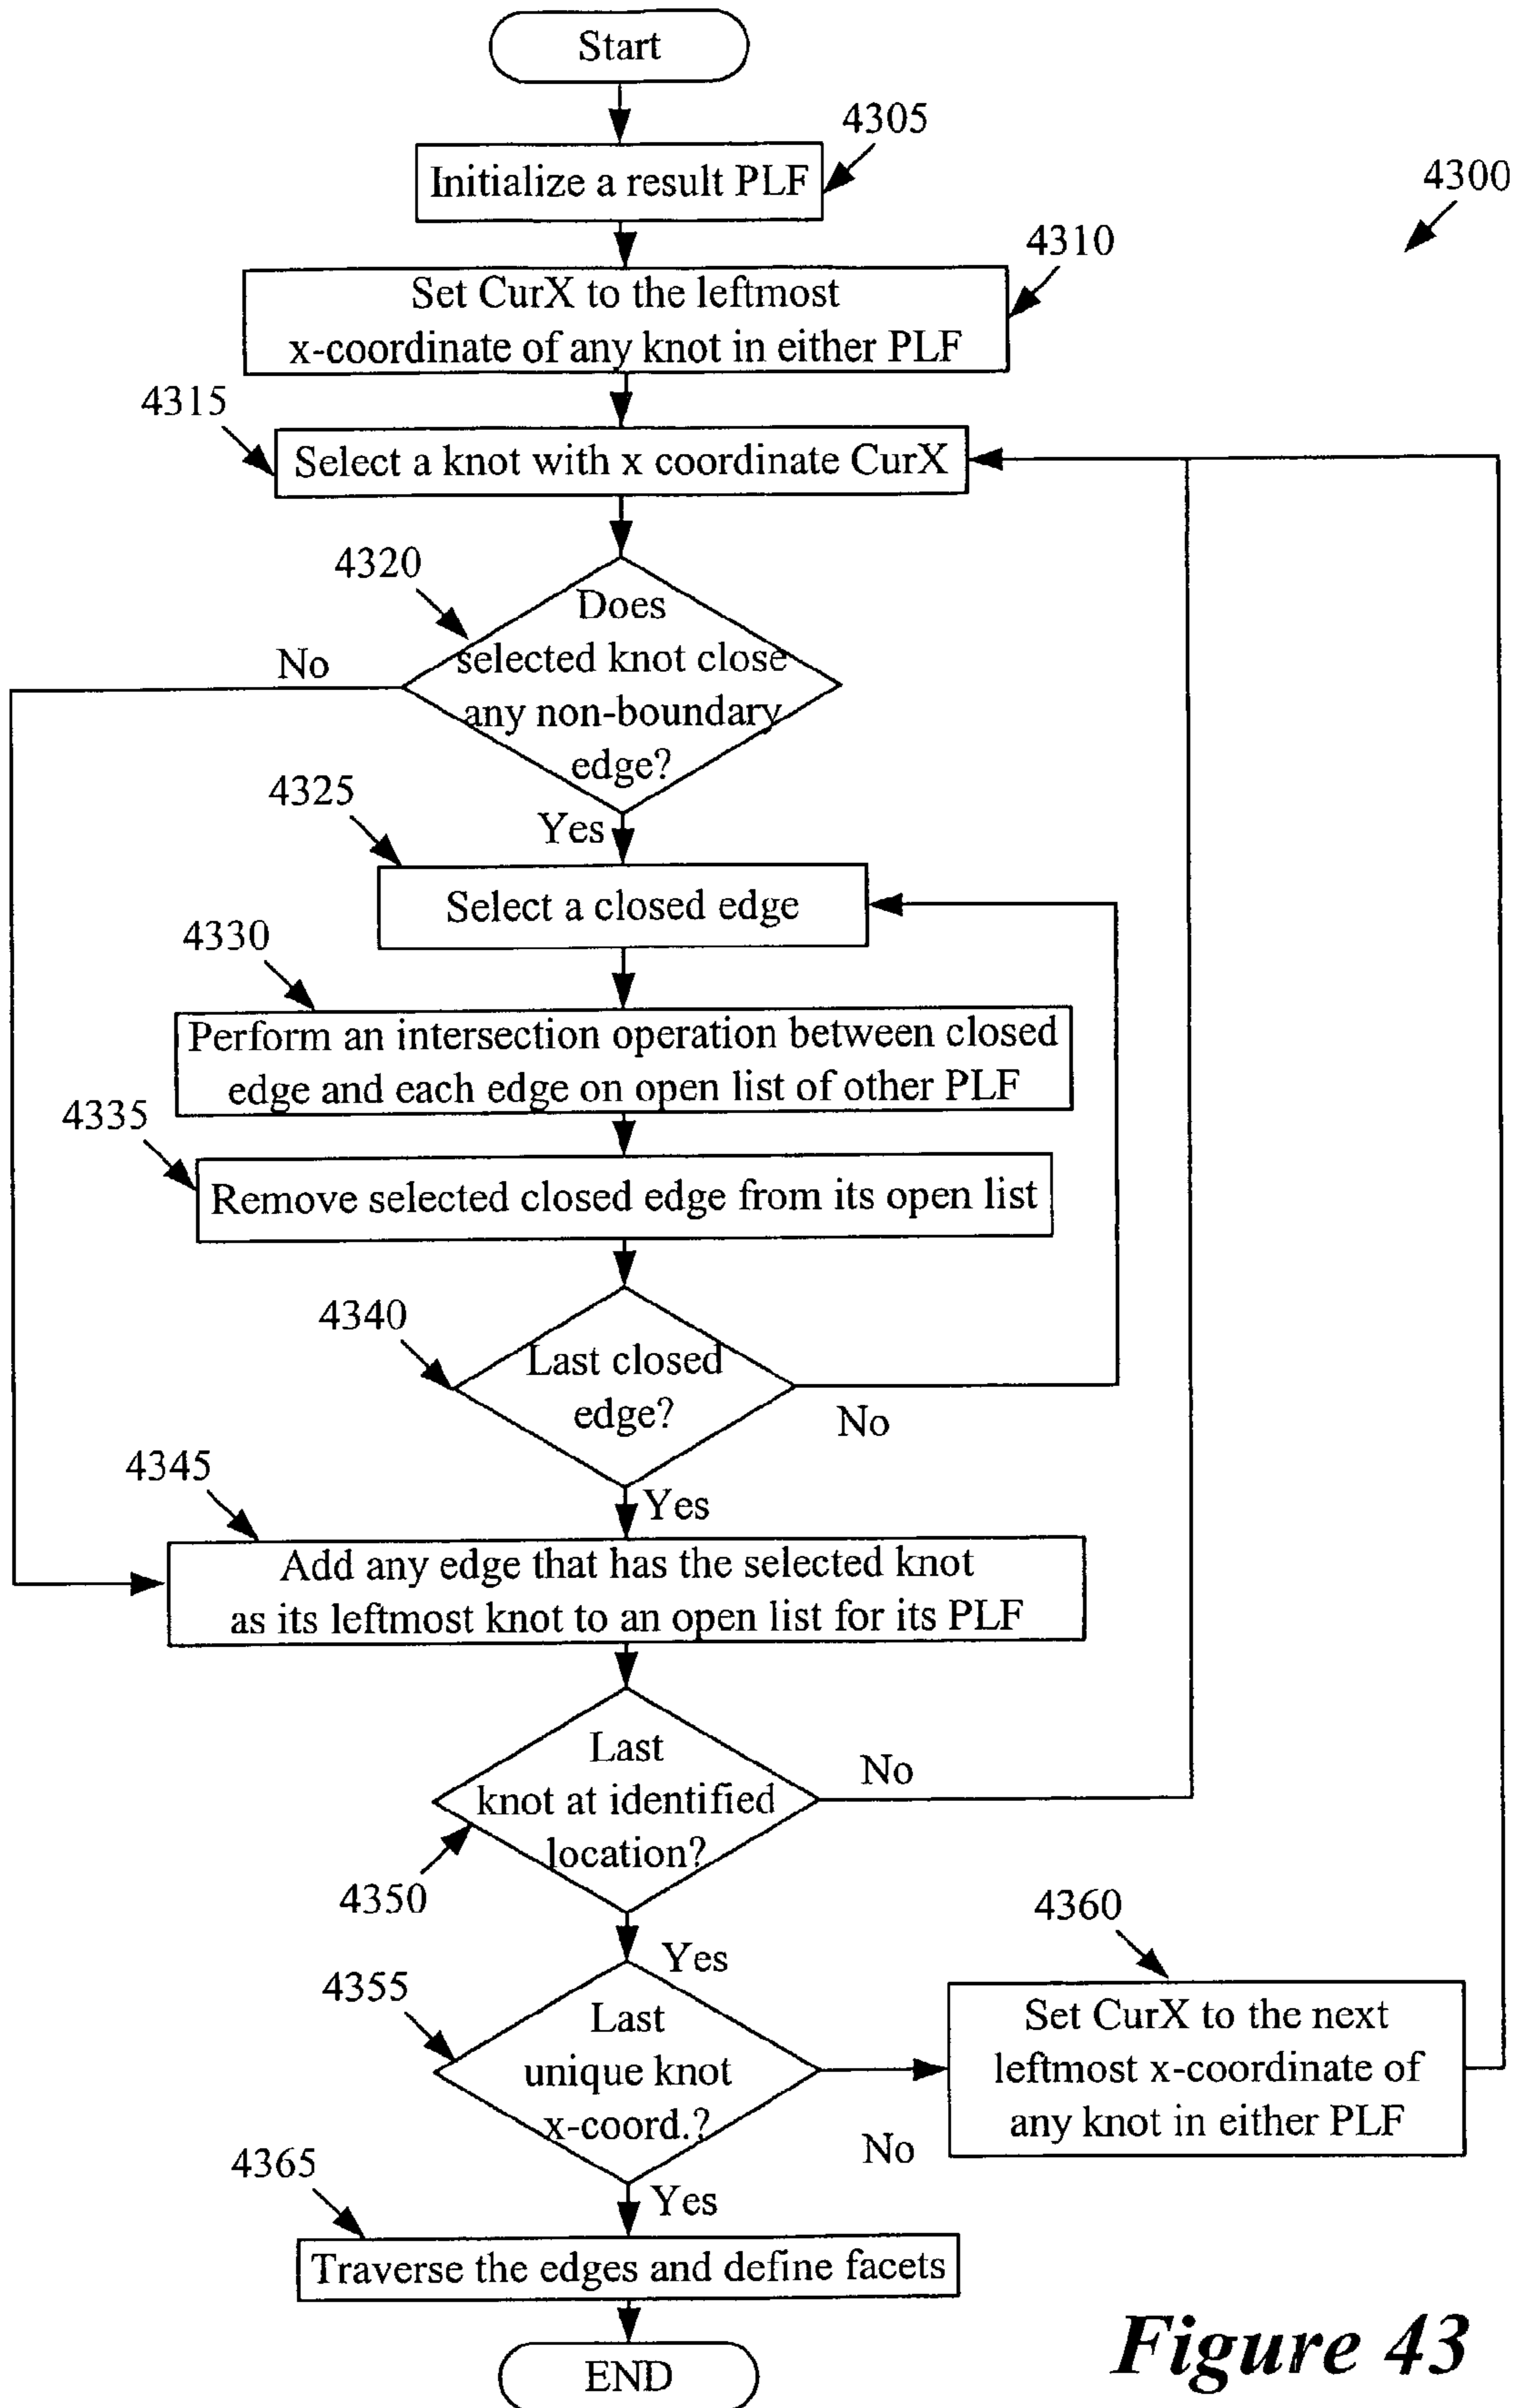 Start
4305
Initialize a result PLF
4300
4310
Set CurX to the leftmost
x-coordinate of any knot in either PLF
4315
Select a knot with x coordinate CurX
4320
Does
selected knot close
any non-boundary
edge?
No
4325
Yes
Select a closed edge
4330
Perform an intersection operation between closed
edge and each edge on open list of other PLF
4335
Remove selected closed edge from its open list
4340
Last closed
edge?
No
4345
Yes
Add any edge that has the selected knot
as its leftmost knot to an open list for its PLF
Last
knot at identified
location?
No
4350
Yes
4360
4355
Last
unique knot
x-coord.?
No
Set CurX to the next
leftmost x-coordinate of
any knot in either PLF
4365
Yes
Traverse the edges and define facets
END
Figure 43